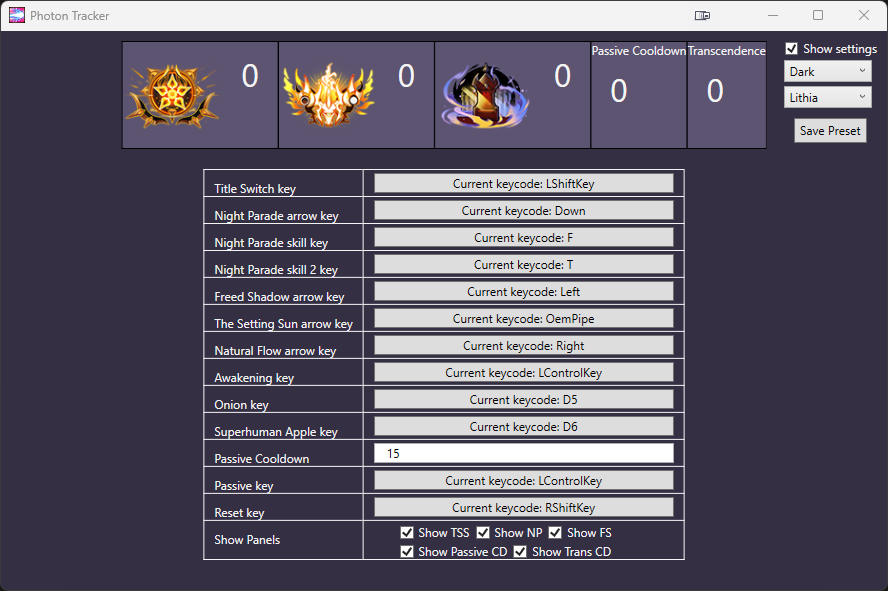 Photon Tracker
0
0
0
Passive Cooldown
0
Transcendence
0
Show settings
Dark
Lithia
Save Preset
Title Switch key
Current keycode: LShiftKey
Night Parade arrow key
Current keycode: Down
Night Parade skill key
Current keycode: F
Night Parade skill 2 key
Current keycode: T
Freed Shadow arrow key
Current keycode: Left
The Setting Sun arrow key
Current keycode: OemPipe
Natural Flow arrow key
Current keycode: Right
Awakening key
Current keycode: LControlKey
Onion key
Current keycode: D5
Superhuman Apple key
Current keycode: D6
Passive Cooldown
15
Passive key
Current keycode: LControlKey
Reset key
Current keycode: RShiftKey
Show Panels
Show TSS Show NP Show FS
Show Passive CD Show Trans CD